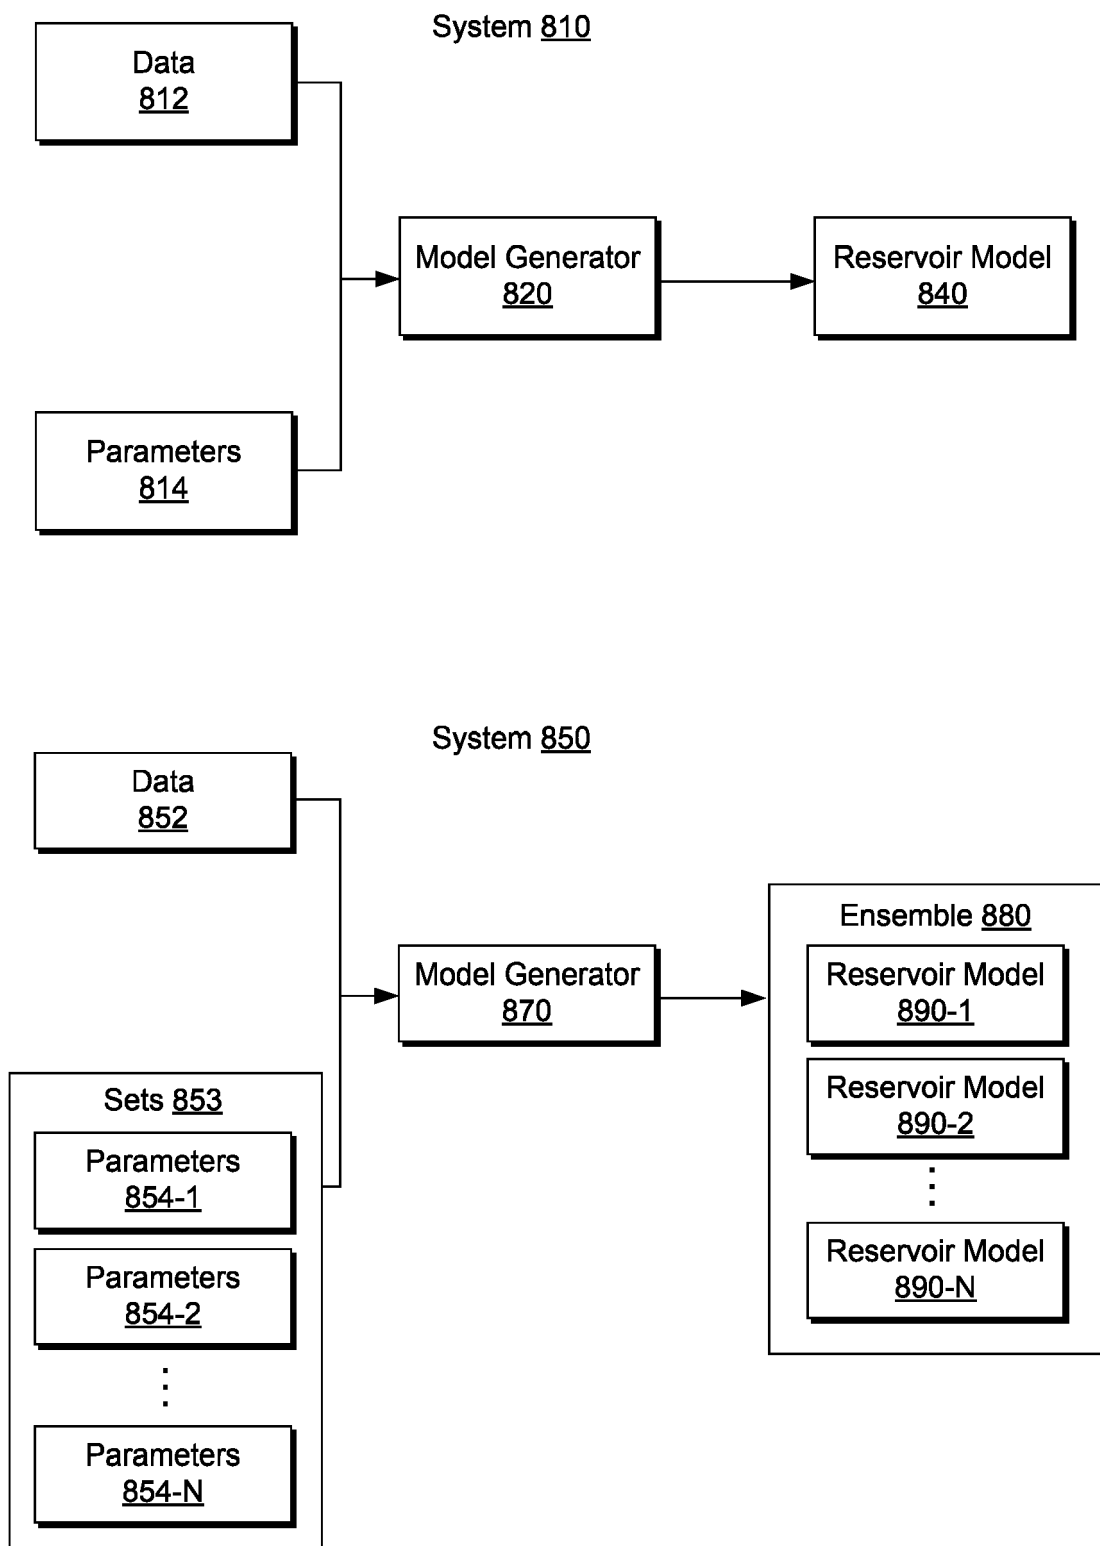 System 810
Data
812
Model Generator
820
Reservoir Model
840
Parameters
814
System 850
Data
852
Model Generator
870
Ensemble 880
Reservoir Model
890-1
Reservoir Model
890-2
Reservoir Model
890-N
Sets 853
Parameters
854-1
Parameters
854-2
Parameters
854-N